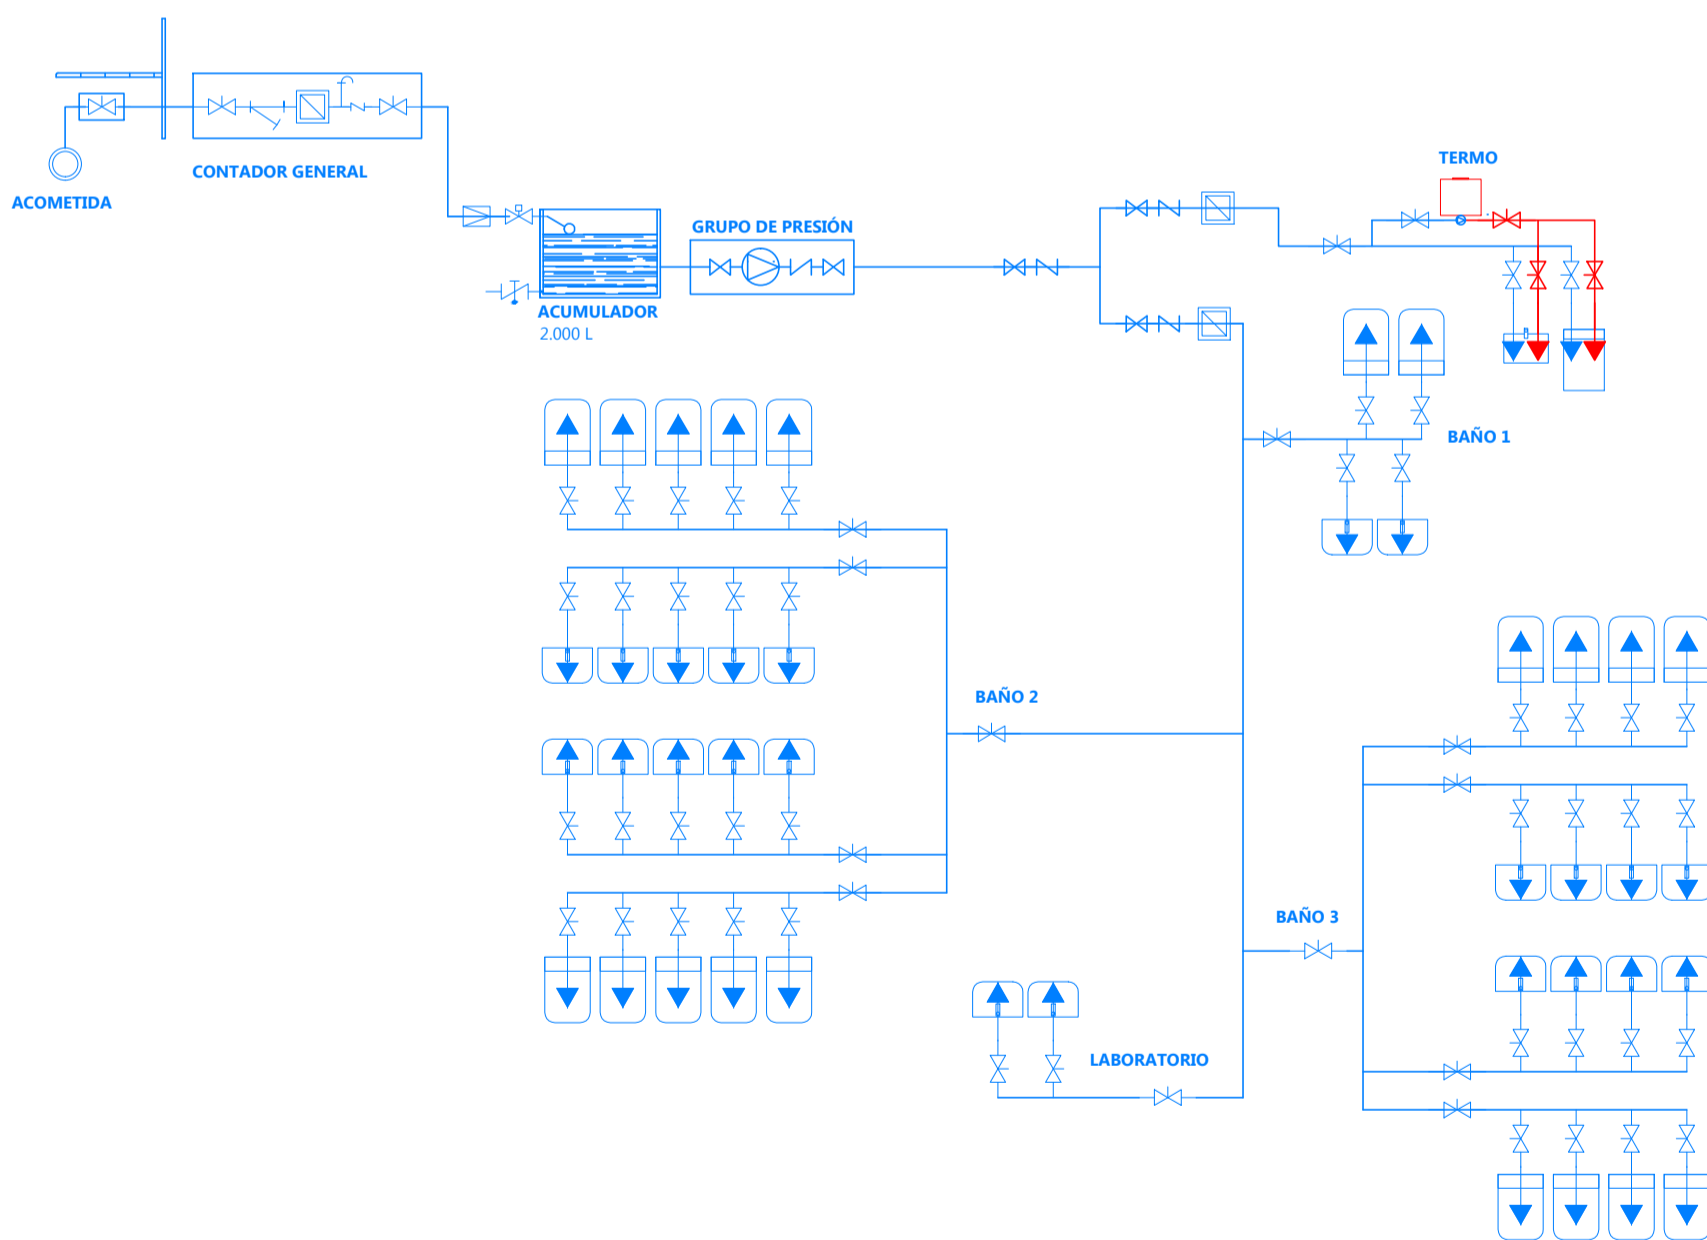 TERMO
CONTADOR GENERAL
ACOMETIDA
GRUPO DE PRESIÓN
ACUMULADOR
2.000 L
BAÑO 1
BAÑO 2
BAÑO 3
LABORATORIO